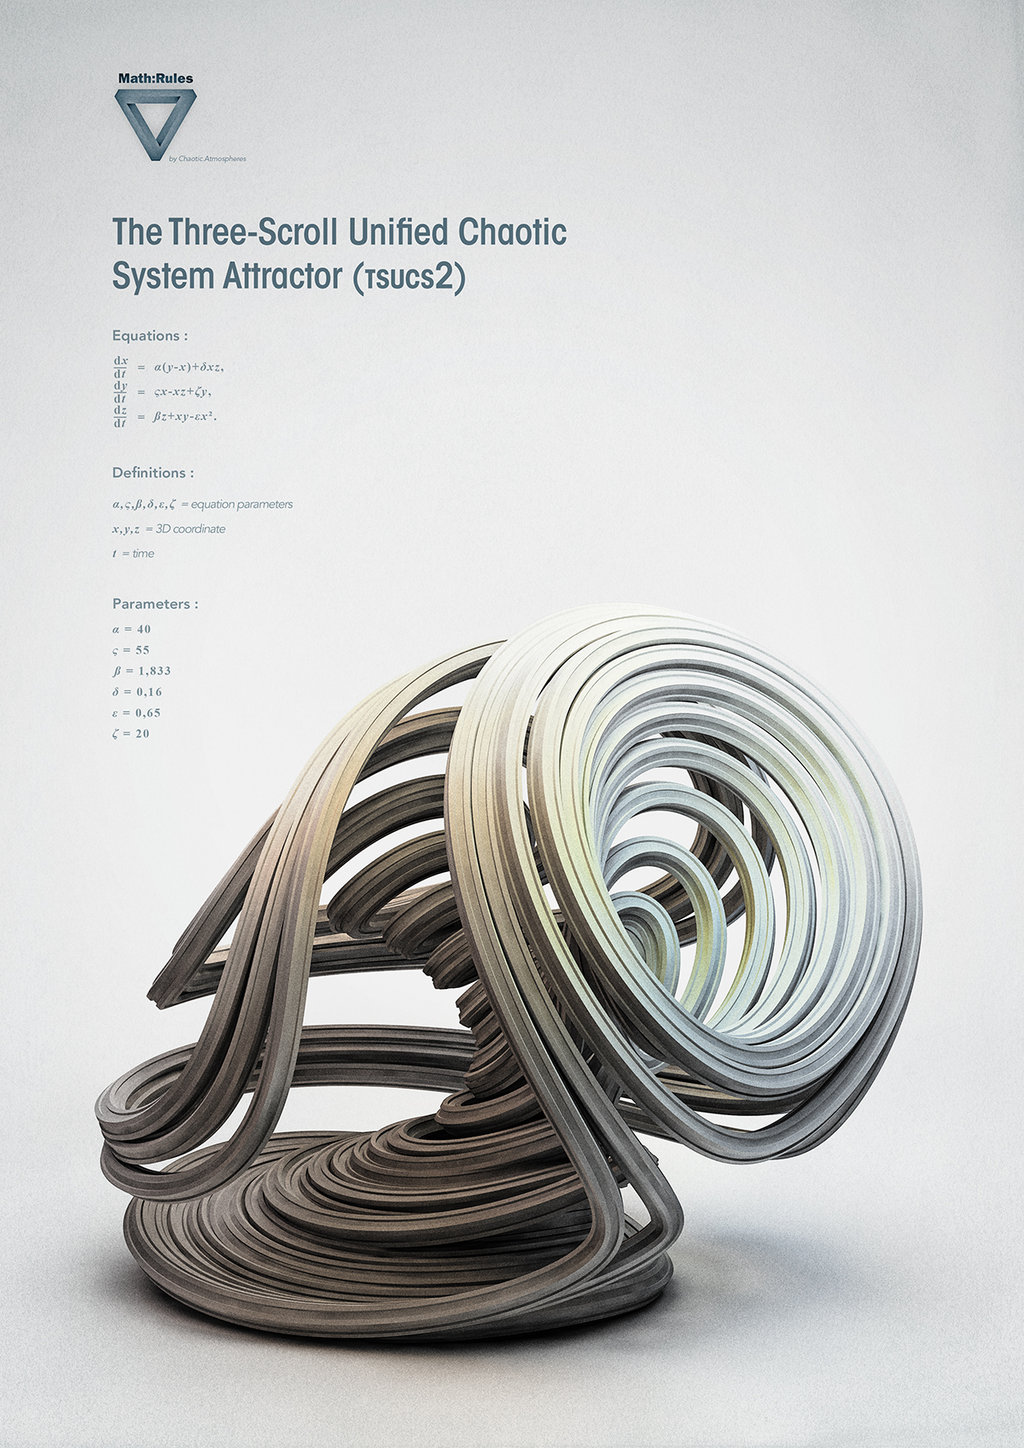 Math:Rules
by Chaotic Atmospheres
The Three-Scroll Unified Chaotic
System Attractor (TSUCS2)
Equations :
dx/dt = α(y-x)+δxz,
dy/dt = ςx-xz+ζy,
dz/dt = βz+xy-εx².
Definitions :
α,ς,β,δ,ε,ζ = equation parameters
x,y,z = 3D coordinate
t = time
Parameters :
α = 40
ς = 55
β = 1,833
δ = 0,16
ε = 0,65
ζ = 20